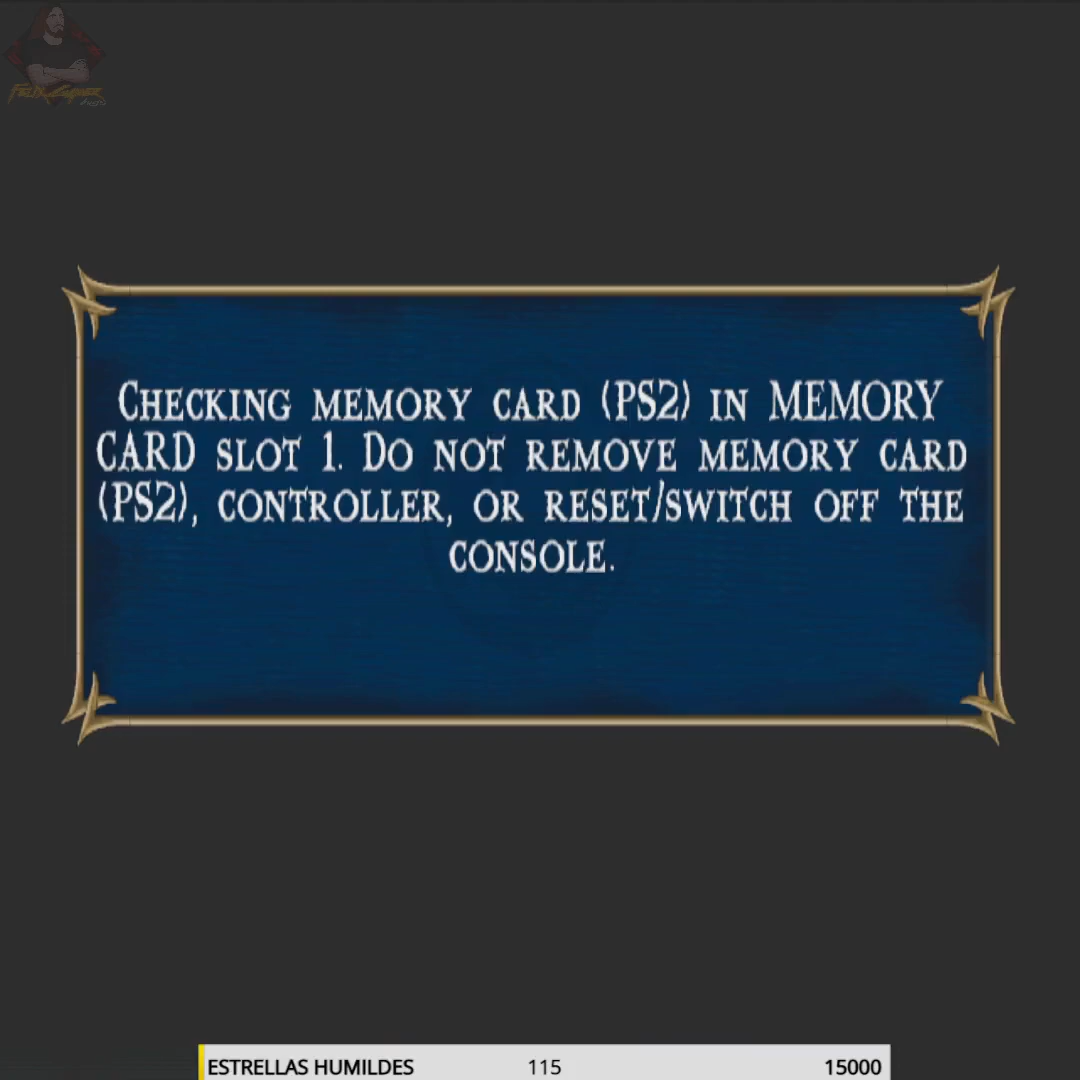 Checking memory card (PS2) in MEMORY
CARD slot 1. Do not remove memory card
(PS2), controller, or reset/switch off the
console.
ESTRELLAS HUMILDES 115 15000